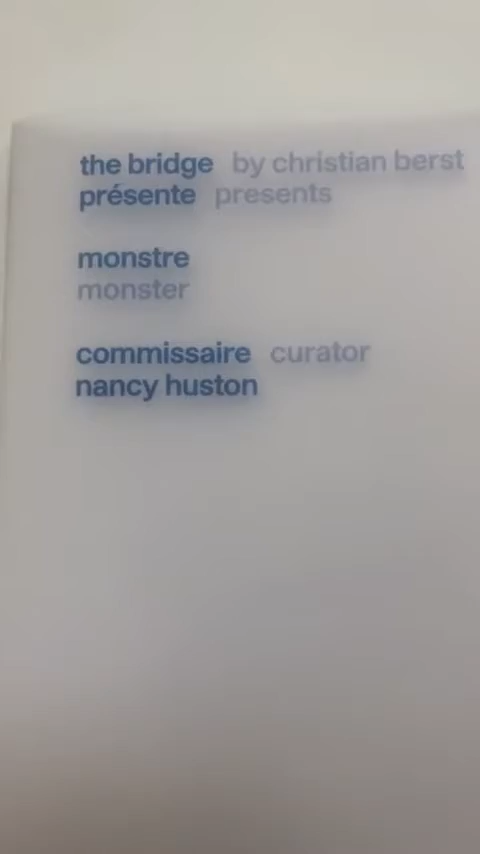 the bridge by christian berst
présente presents
monstre
monster
commissaire curator
nancy huston